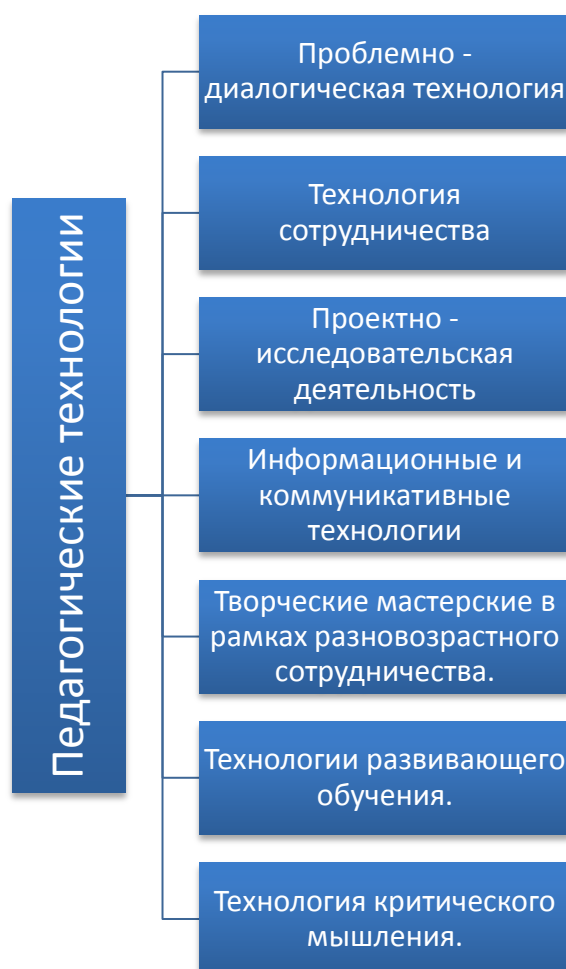 Педагогические технологии
Проблемно -
диалогическая технология
Технология
сотрудничества
Проектно -
исследовательская
деятельность
Информационные и
коммуникативные
технологии
Творческие мастерские в
рамках разновозрастного
сотрудничества.
Технологии развивающего
обучения.
Технология критического
мышления.